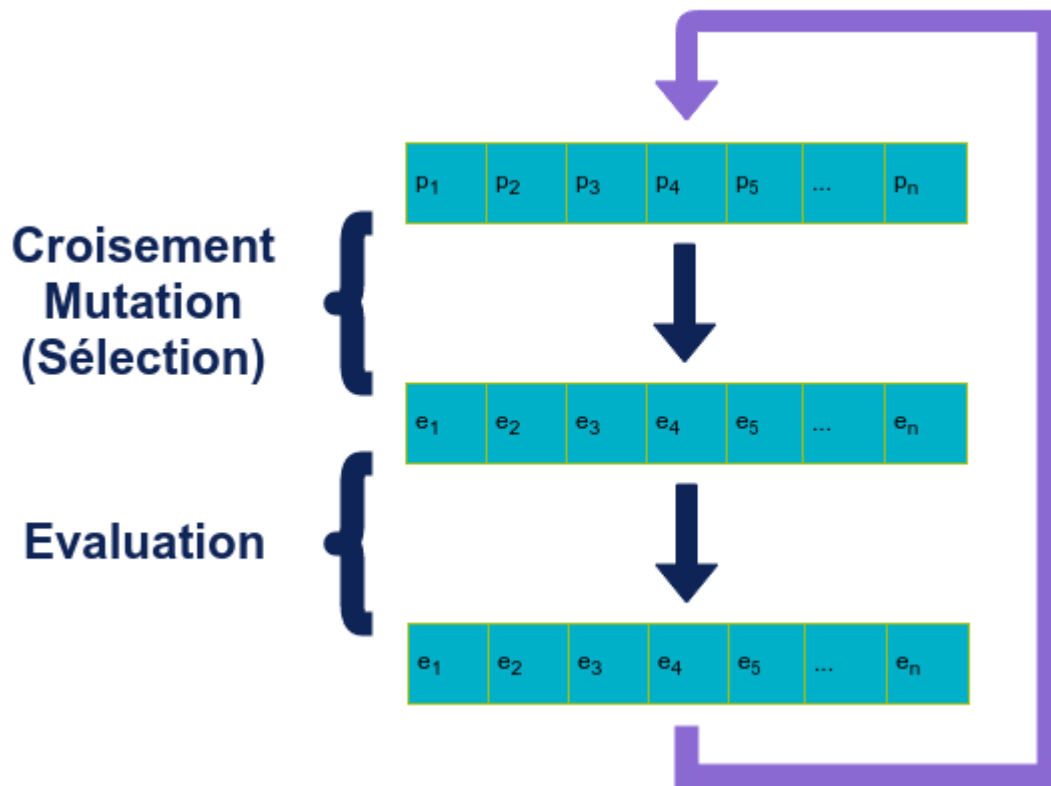 p1 p2 p3 p4 p5 ... pn
Croisement
Mutation
(Sélection)
e1 e2 e3 e4 e5 ... en
Evaluation
e1 e2 e3 e4 e5 ... en